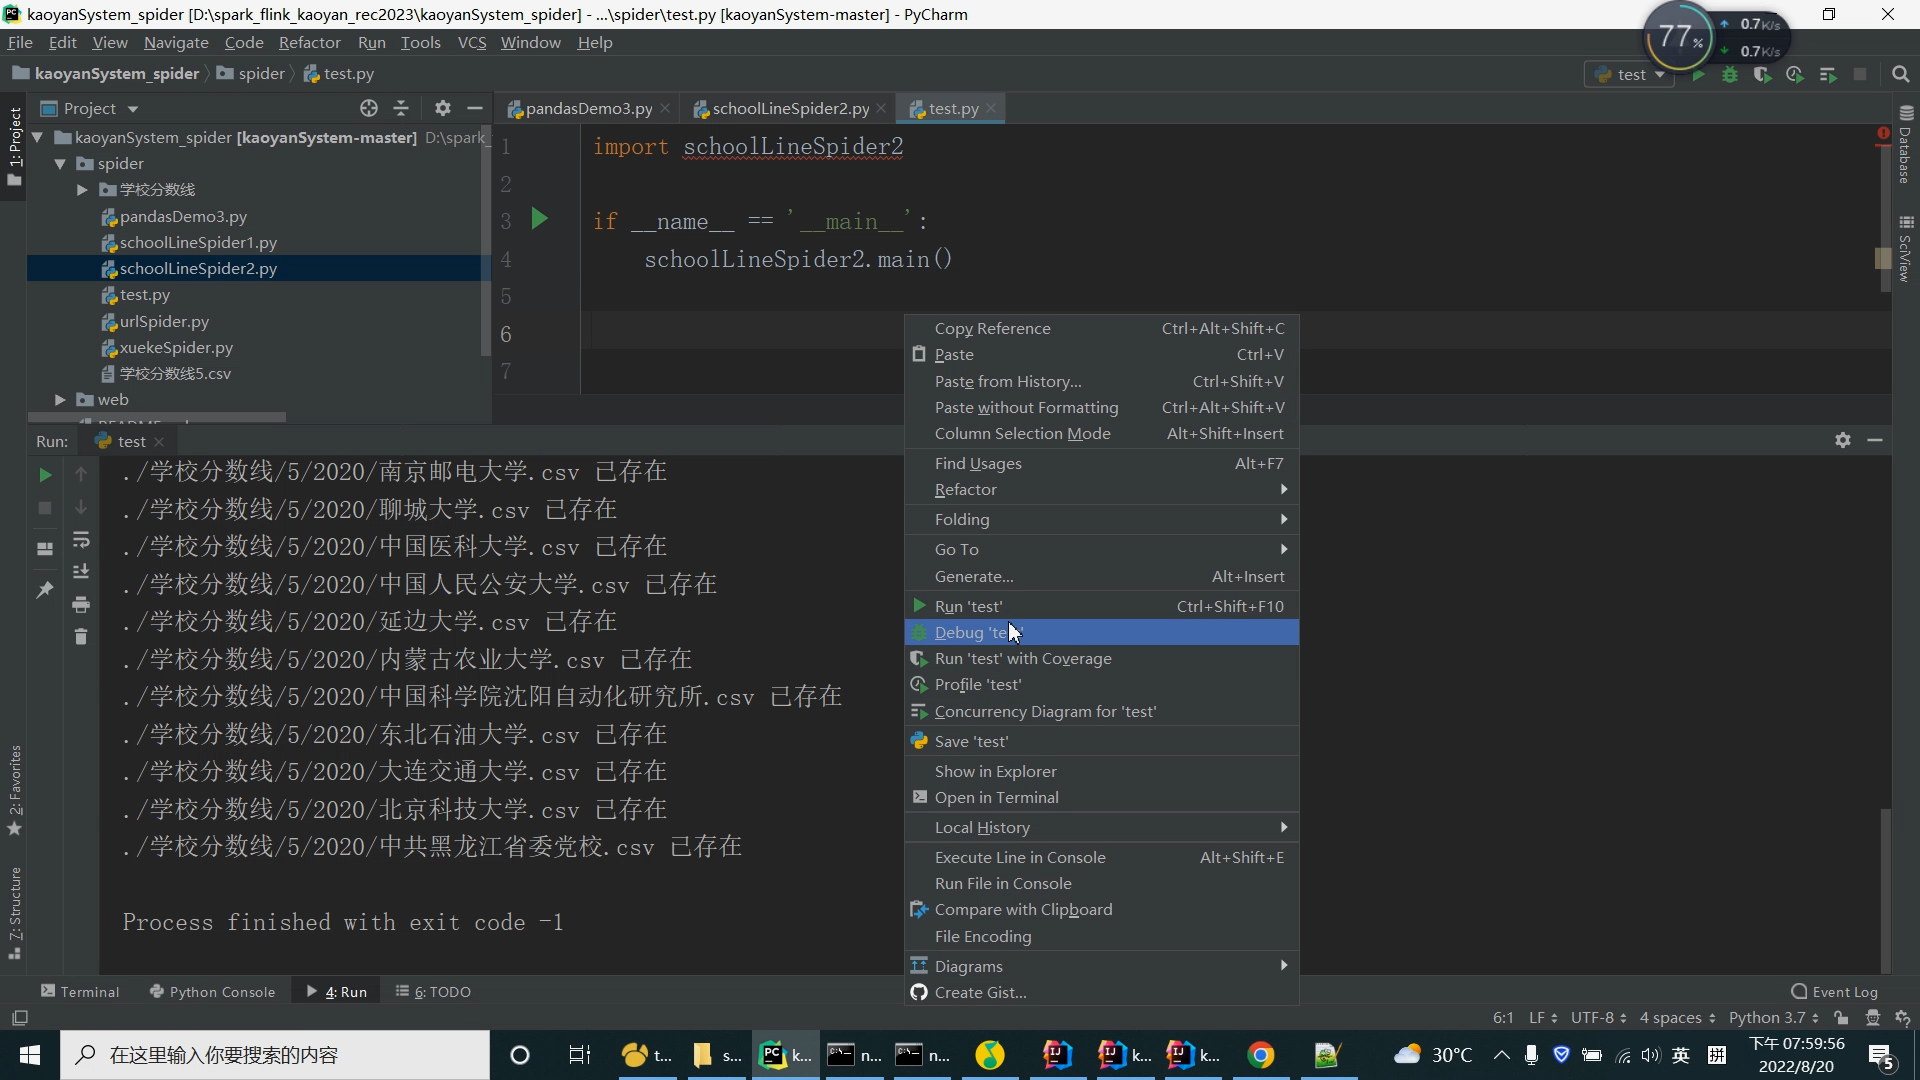 kaoyanSystem_spider [D:\spark_flink_kaoyan_rec2023\kaoyanSystem_spider] - ...\spider\test.py [kaoyanSystem-master] - PyCharm
File Edit View Navigate Code Refactor Run Tools VCS Window Help
77%
0.7K/s
0.7K/s
kaoyanSystem_spider spider test.py
test
Project
pandasDemo3.py schoolLineSpider2.py test.py
1: Project
kaoyanSystem_spider [kaoyanSystem-master] D:\spark
spider
学校分数线
pandasDemo3.py
schoolLineSpider1.py
schoolLineSpider2.py
test.py
urlSpider.py
xuekeSpider.py
学校分数线5.csv
web
1 import schoolLineSpider2
2
3 if __name__ == '__main__':
4 schoolLineSpider2.main()
5
6
7
Database
SciView
Run: test
./学校分数线/5/2020/南京邮电大学.csv 已存在
./学校分数线/5/2020/聊城大学.csv 已存在
./学校分数线/5/2020/中国医科大学.csv 已存在
./学校分数线/5/2020/中国人民公安大学.csv 已存在
./学校分数线/5/2020/延边大学.csv 已存在
./学校分数线/5/2020/内蒙古农业大学.csv 已存在
./学校分数线/5/2020/中国科学院沈阳自动化研究所.csv 已存在
./学校分数线/5/2020/东北石油大学.csv 已存在
./学校分数线/5/2020/大连交通大学.csv 已存在
./学校分数线/5/2020/北京科技大学.csv 已存在
./学校分数线/5/2020/中共黑龙江省委党校.csv 已存在
Process finished with exit code -1
2: Favorites
7: Structure
Copy Reference Ctrl+Alt+Shift+C
Paste Ctrl+V
Paste from History... Ctrl+Shift+V
Paste without Formatting Ctrl+Alt+Shift+V
Column Selection Mode Alt+Shift+Insert
Find Usages Alt+F7
Refactor
Folding
Go To
Generate... Alt+Insert
Run 'test' Ctrl+Shift+F10
Debug 'te
Run 'test' with Coverage
Profile 'test'
Concurrency Diagram for 'test'
Save 'test'
Show in Explorer
Open in Terminal
Local History
Execute Line in Console Alt+Shift+E
Run File in Console
Compare with Clipboard
File Encoding
Diagrams
Create Gist...
Terminal Python Console 4: Run 6: TODO Event Log
6:1 LF UTF-8 4 spaces Python 3.7
在这里输入你要搜索的内容
t... s... k... n... n... k... k...
30°C 英 拼
下午 07:59:56
2022/8/20
5